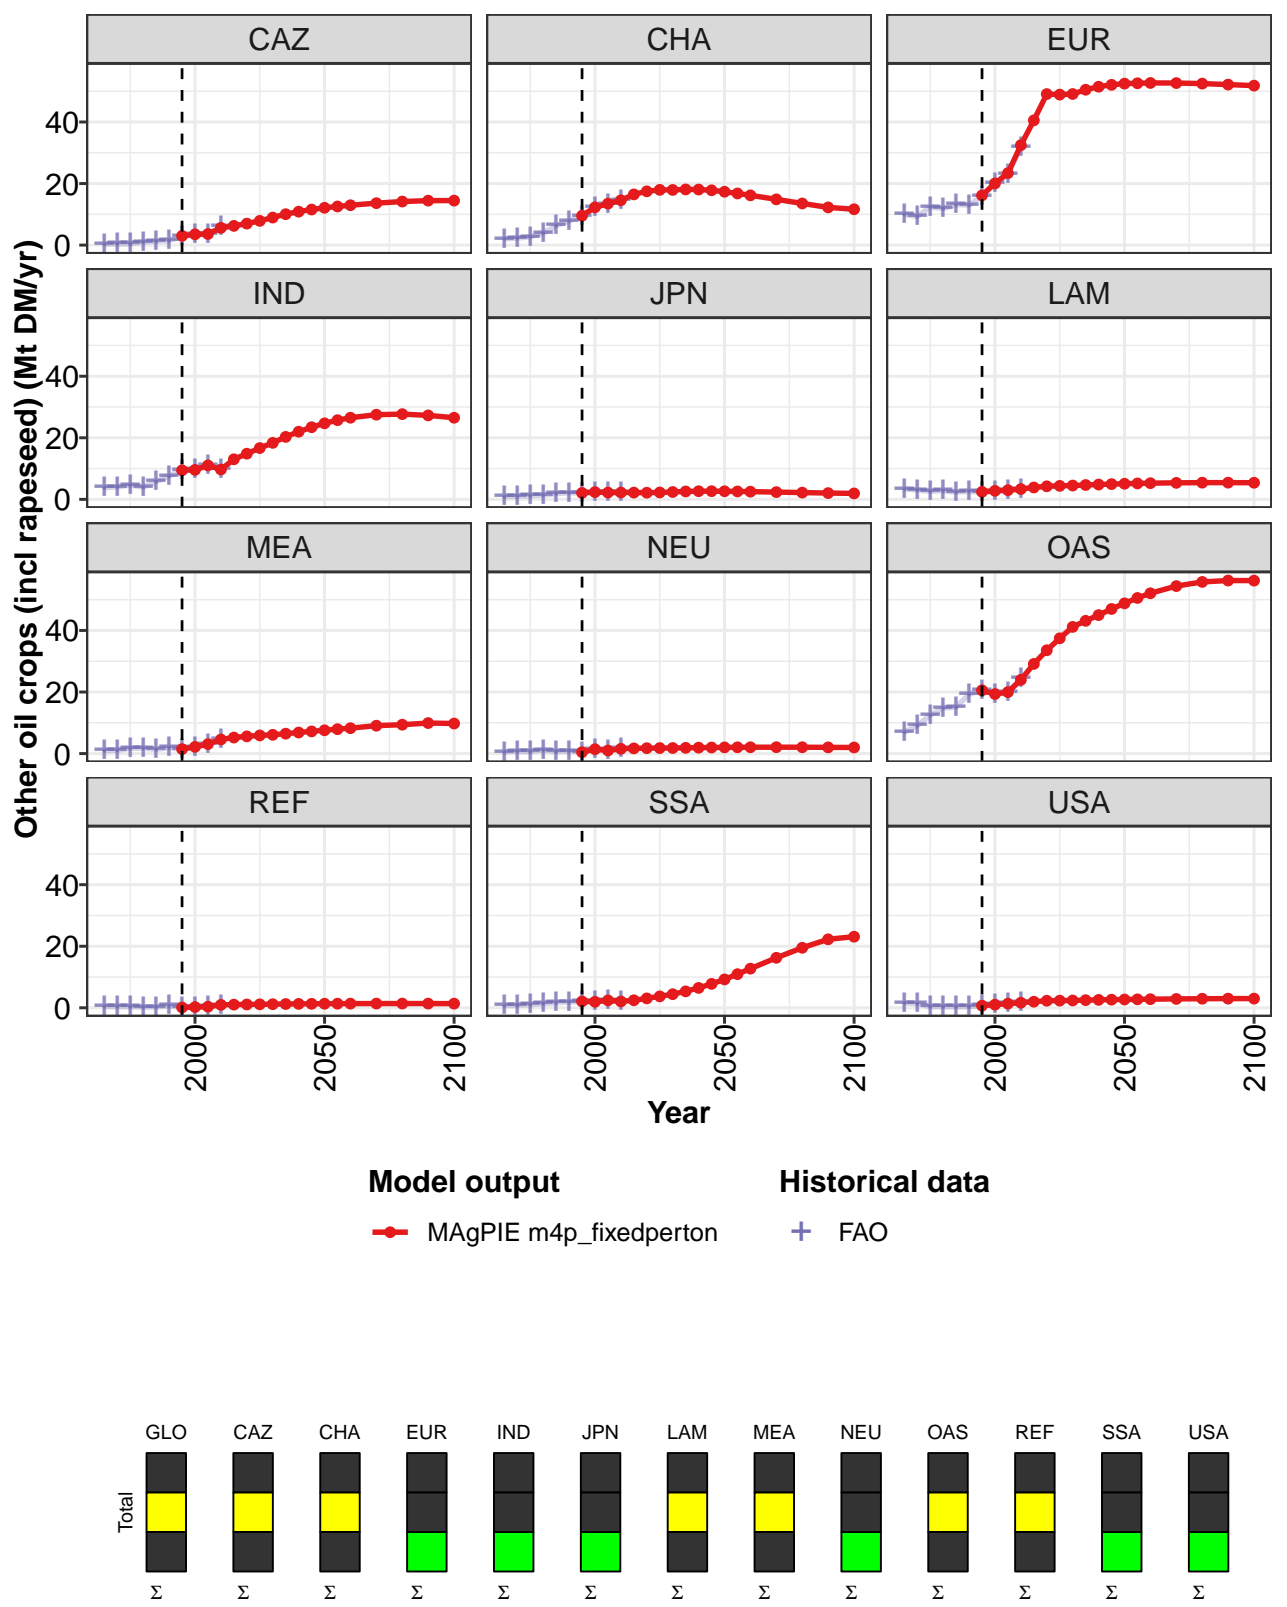 CAZ CHA EUR
40
20
0
IND JPN LAM
40
20
0
MEA NEU OAS
40
20
0
REF SSA USA
40
20
0
Other oil crops (incl rapeseed) (Mt DM/yr)
2000 2050 2100 2000 2050 2100 2000 2050 2100
Year
Model output Historical data
MAgPIE m4p_fixedperton FAO
GLO CAZ CHA EUR IND JPN LAM MEA NEU OAS REF SSA USA
Total
Σ Σ Σ Σ Σ Σ Σ Σ Σ Σ Σ Σ Σ